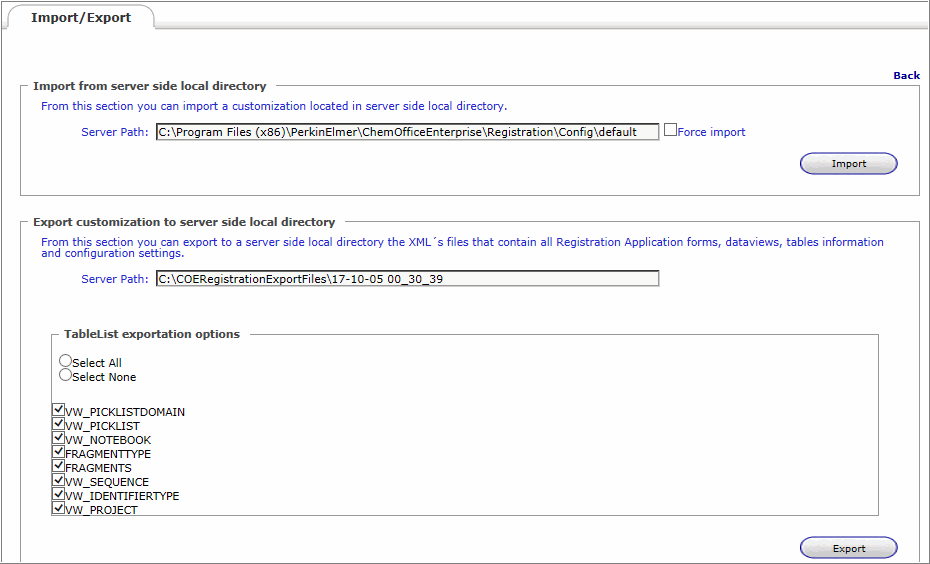 Import/Export
Back
Import from server side local directory
From this section you can import a customization located in server side local directory.
Server Path: C:\Program Files (x86)\PerkinElmer\ChemOfficeEnterprise\Registration\Config\default Force import
Import
Export customization to server side local directory
From this section you can export to a server side local directory the XML´s files that contain all Registration Application forms, dataviews, tables information
and configuration settings.
Server Path: C:\COERegistrationExportFiles\17-10-05 00_30_39
TableList exportation options
Select All
Select None
VW_PICKLISTDOMAIN
VW_PICKLIST
VW_NOTEBOOK
FRAGMENTTYPE
FRAGMENTS
VW_SEQUENCE
VW_IDENTIFIERTYPE
VW_PROJECT
Export